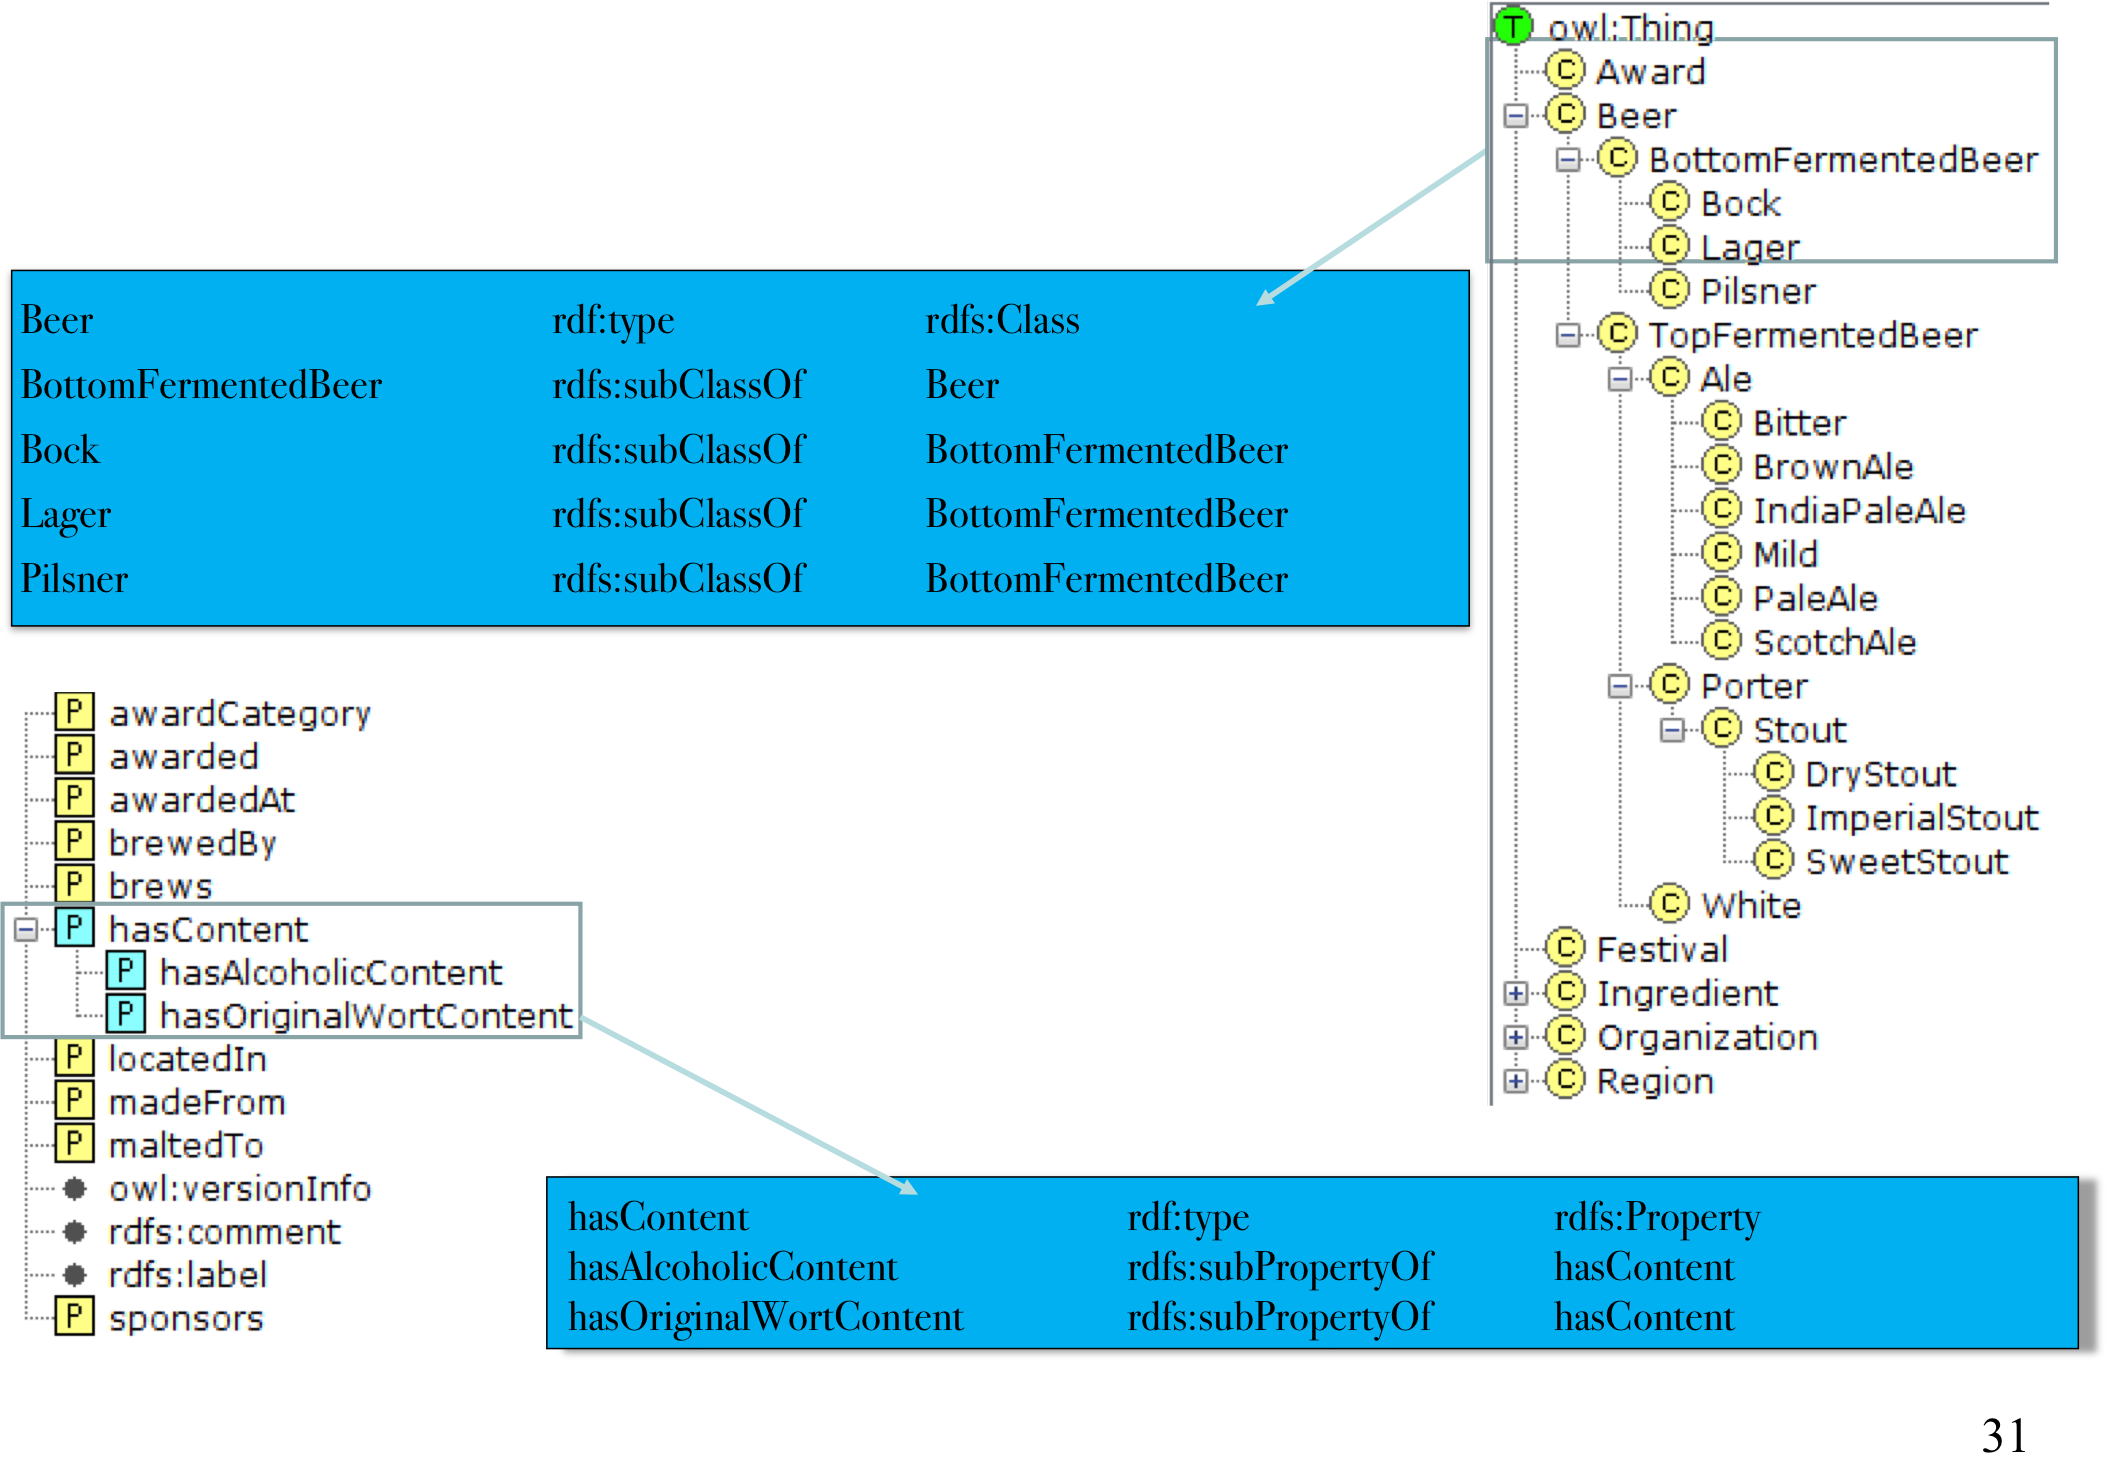 T owl:Thing
C Award
C Beer
C BottomFermentedBeer
C Bock
C Lager
C Pilsner
C TopFermentedBeer
C Ale
C Bitter
C BrownAle
C IndiaPaleAle
C Mild
C PaleAle
C ScotchAle
C Porter
C Stout
C DryStout
C ImperialStout
C SweetStout
C White
C Festival
C Ingredient
C Organization
C Region
Beer rdf:type rdfs:Class
BottomFermentedBeer rdfs:subClassOf Beer
Bock rdfs:subClassOf BottomFermentedBeer
Lager rdfs:subClassOf BottomFermentedBeer
Pilsner rdfs:subClassOf BottomFermentedBeer
P awardCategory
P awarded
P awardedAt
P brewedBy
P brews
P hasContent
P hasAlcoholicContent
P hasOriginalWortContent
P locatedIn
P madeFrom
P maltedTo
owl:versionInfo
rdfs:comment
rdfs:label
P sponsors
hasContent rdf:type rdfs:Property
hasAlcoholicContent rdfs:subPropertyOf hasContent
hasOriginalWortContent rdfs:subPropertyOf hasContent
31